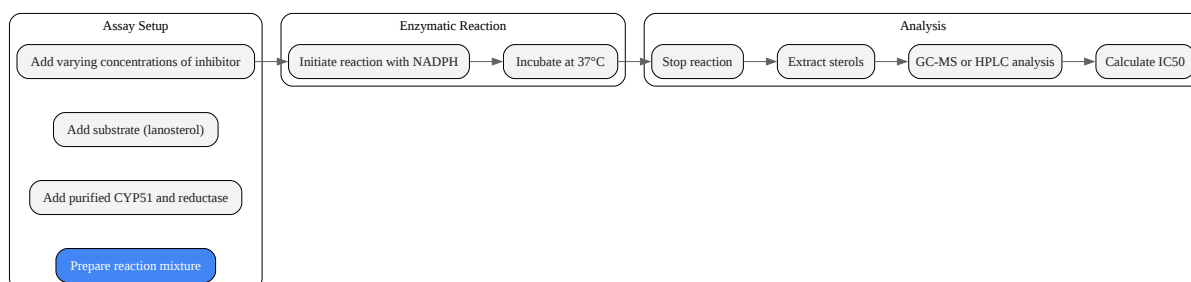 Assay Setup
Add varying concentrations of inhibitor
Add substrate (lanosterol)
Add purified CYP51 and reductase
Prepare reaction mixture
Enzymatic Reaction
Initiate reaction with NADPH
Incubate at 37°C
Analysis
Stop reaction
Extract sterols
GC-MS or HPLC analysis
Calculate IC50